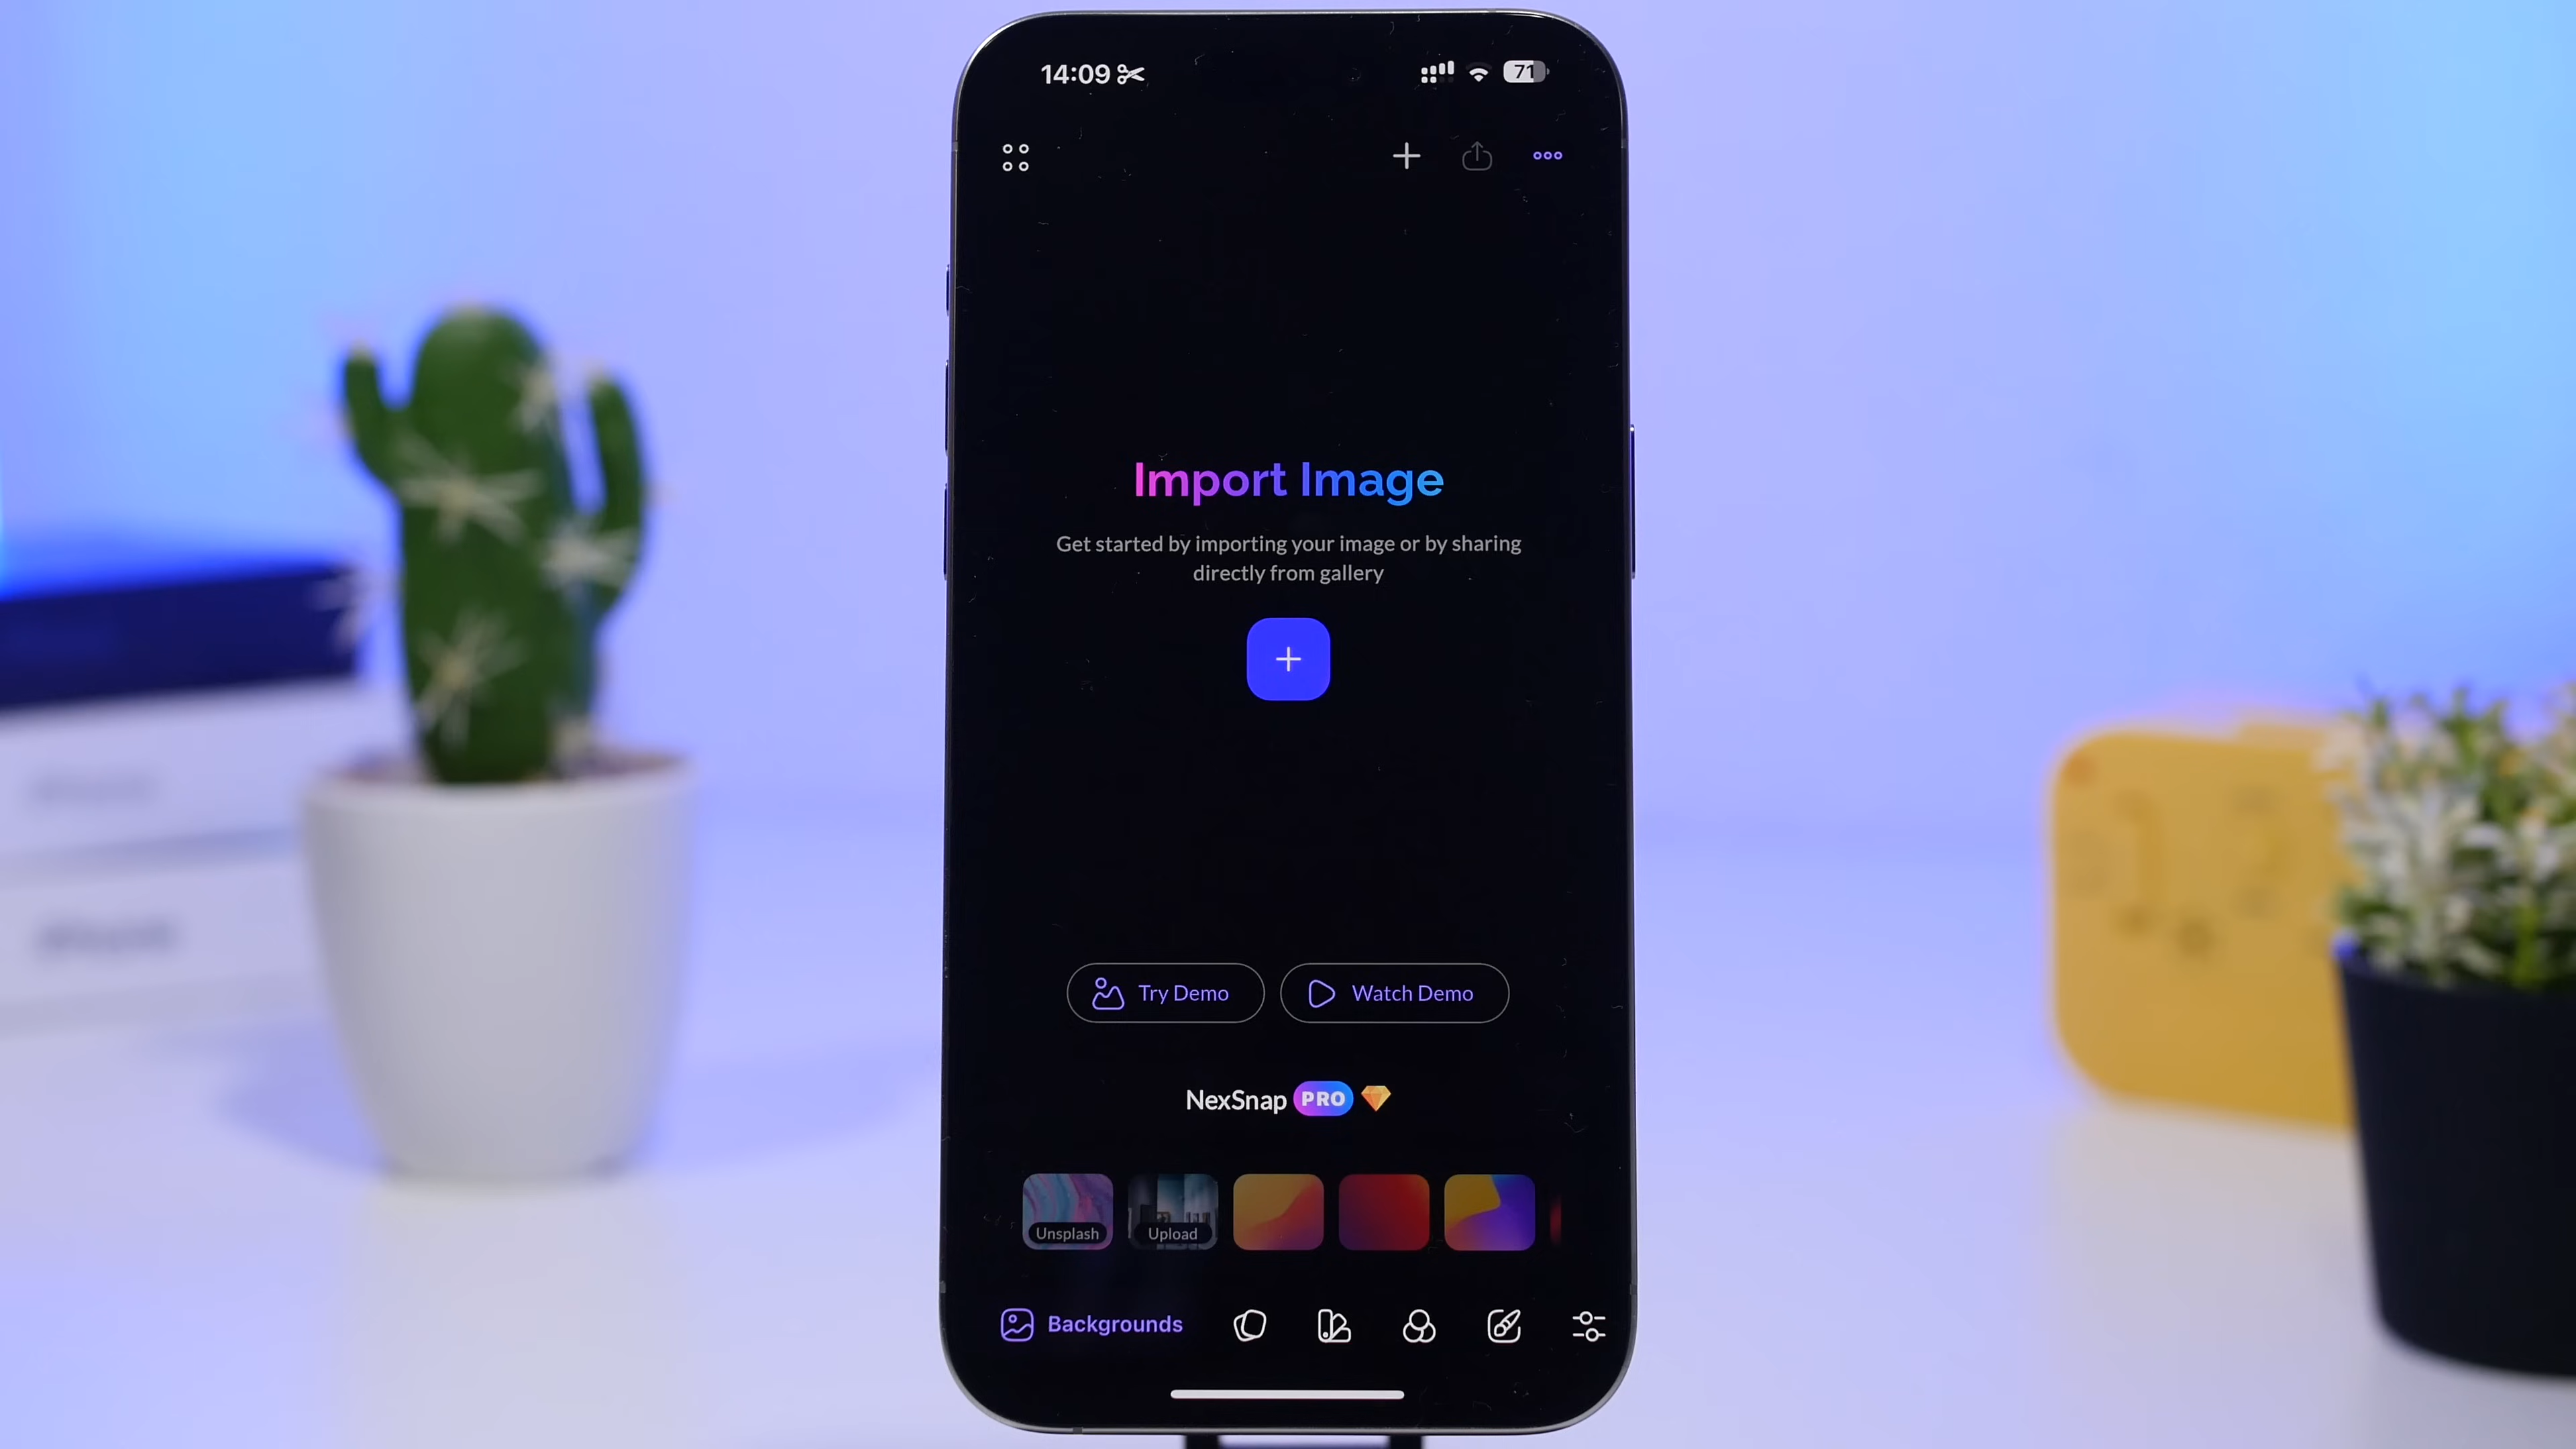 14:09
71
Import Image
Get started by importing your image or by sharing
directly from gallery
Try Demo
Watch Demo
NexSnap PRO
Unsplash
Upload
Backgrounds